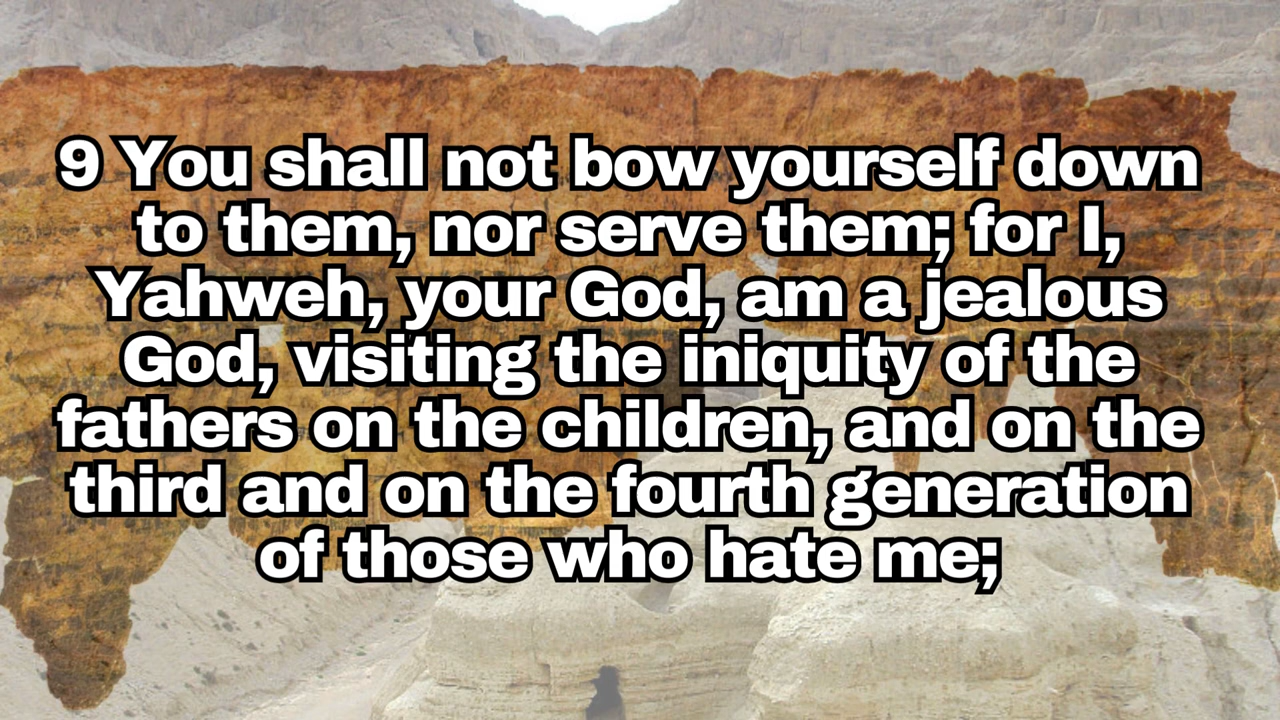 9 You shall not bow yourself down
to them, nor serve them; for I,
Yahweh, your God, am a jealous
God, visiting the iniquity of the
fathers on the children, and on the
third and on the fourth generation
of those who hate me;